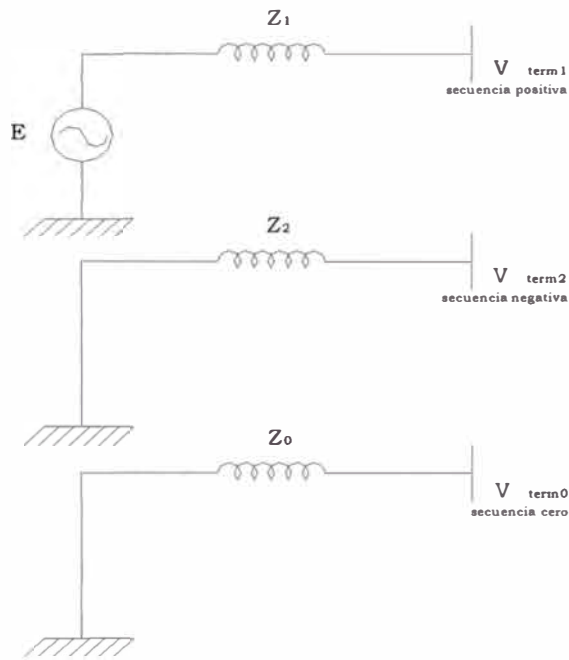 Z1
V term1
secuencia positiva
E
Z2
V term2
secuencia negativa
Z0
V term0
secuencia cero